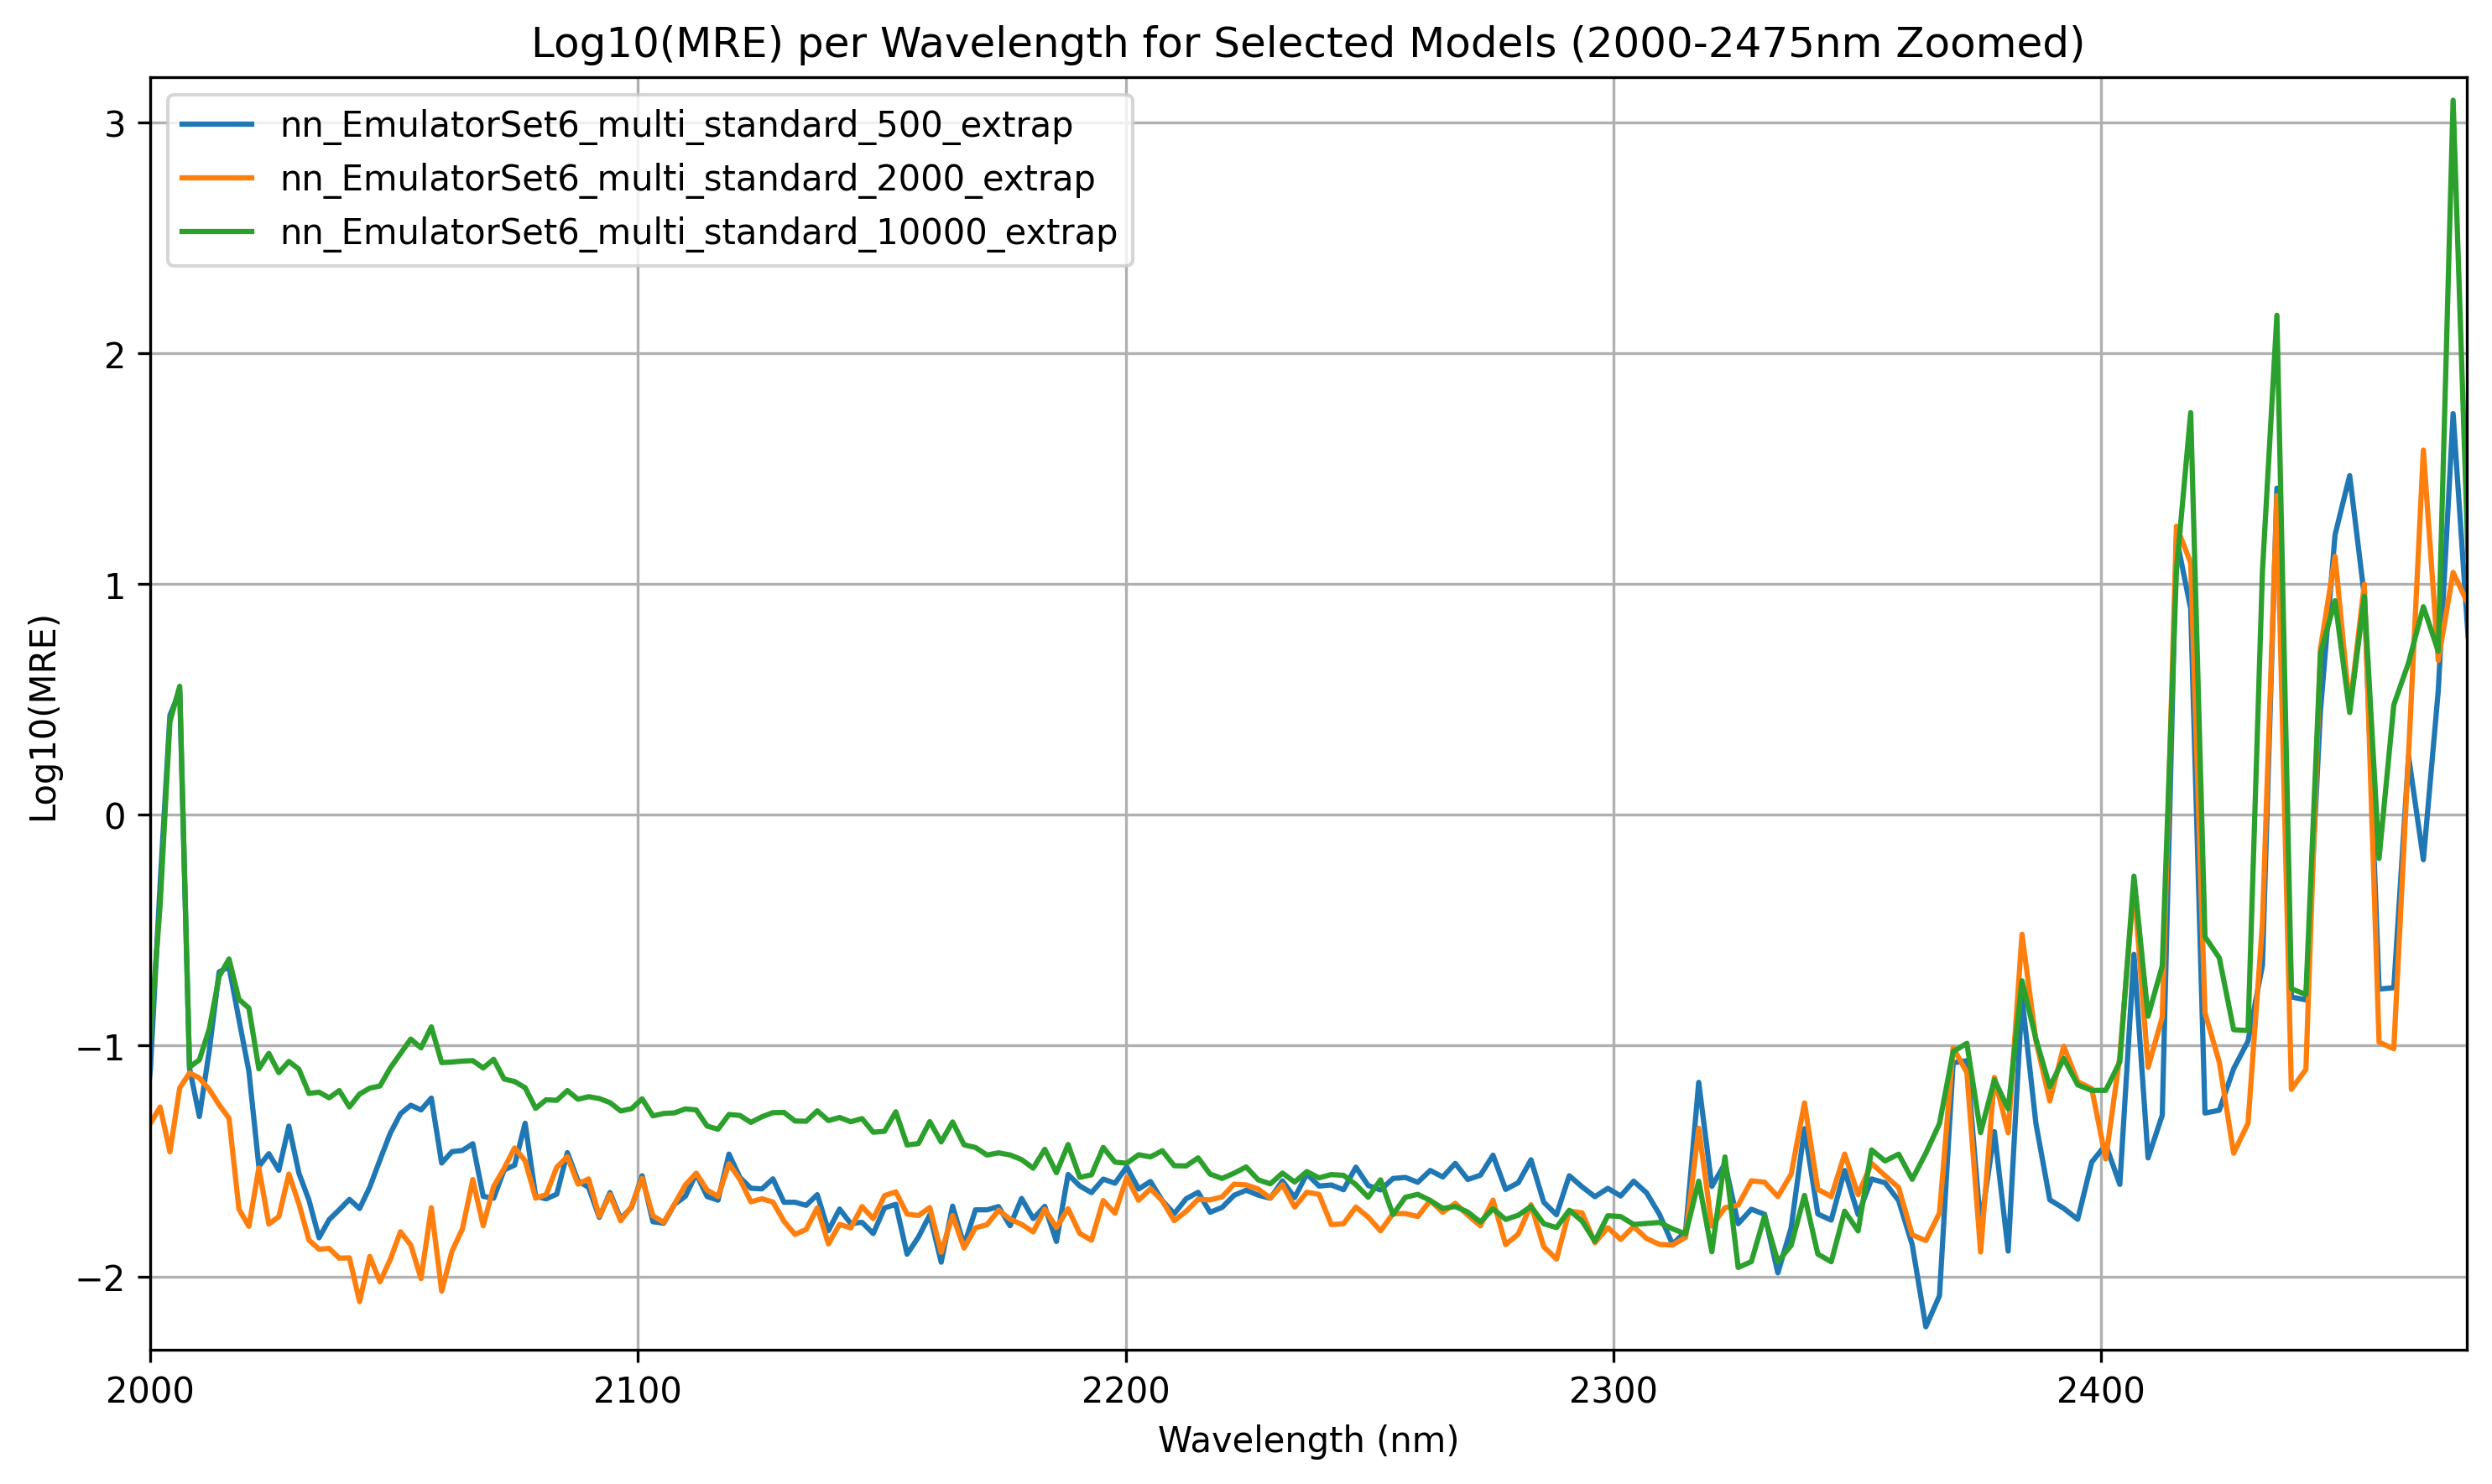 Log10(MRE) per Wavelength for Selected Models (2000-2475nm Zoomed)
nn_EmulatorSet6_multi_standard_500_extrap
nn_EmulatorSet6_multi_standard_2000_extrap
nn_EmulatorSet6_multi_standard_10000_extrap
3
2
1
0
−1
−2
Log10(MRE)
2000 2100 2200 2300 2400
Wavelength (nm)